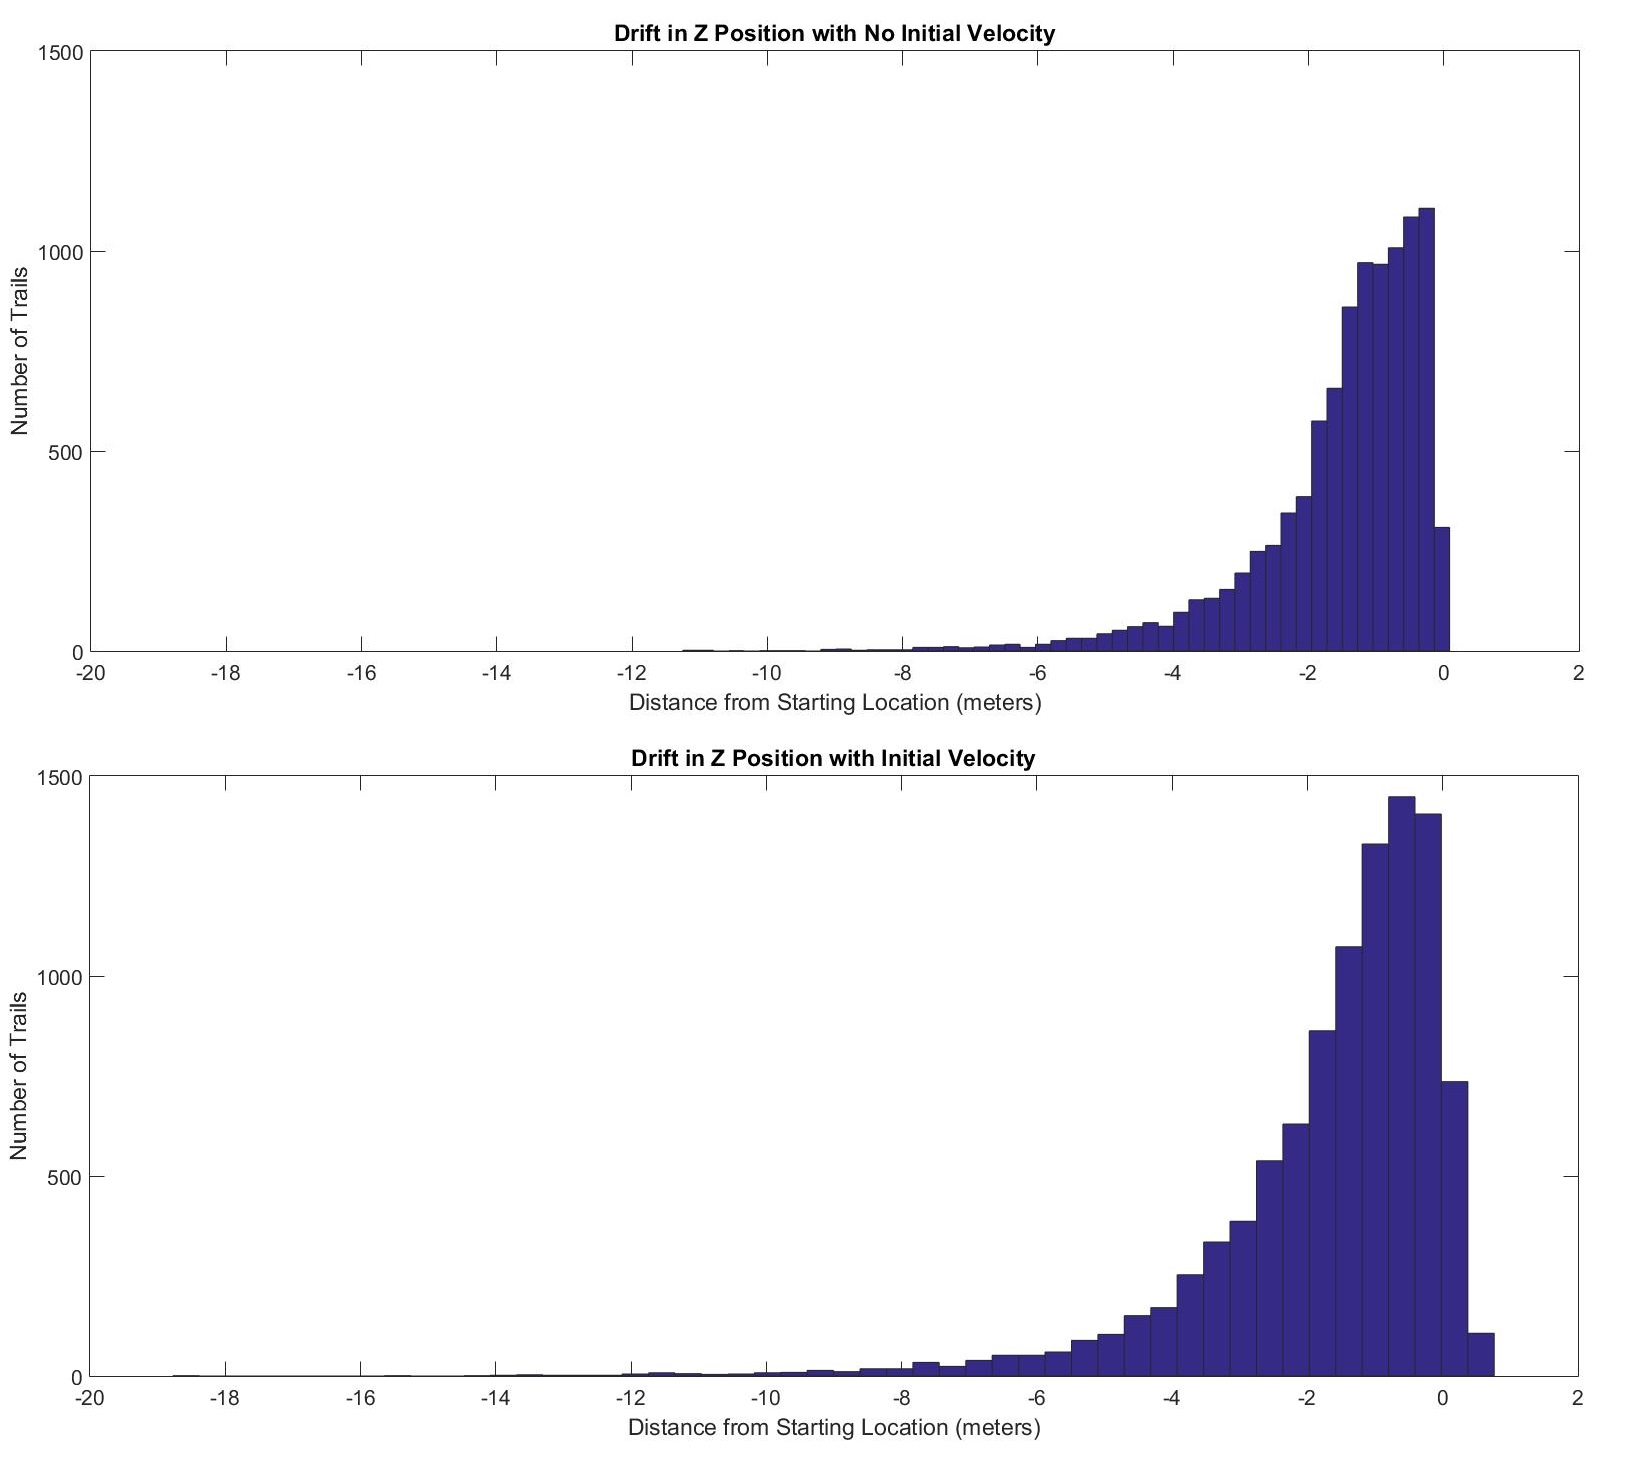 Drift in Z Position with No Initial Velocity
1500
1000
500
0
Number of Trails
-20 -18 -16 -14 -12 -10 -8 -6 -4 -2 0 2
Distance from Starting Location (meters)
Drift in Z Position with Initial Velocity
1500
1000
500
0
Number of Trails
-20 -18 -16 -14 -12 -10 -8 -6 -4 -2 0 2
Distance from Starting Location (meters)